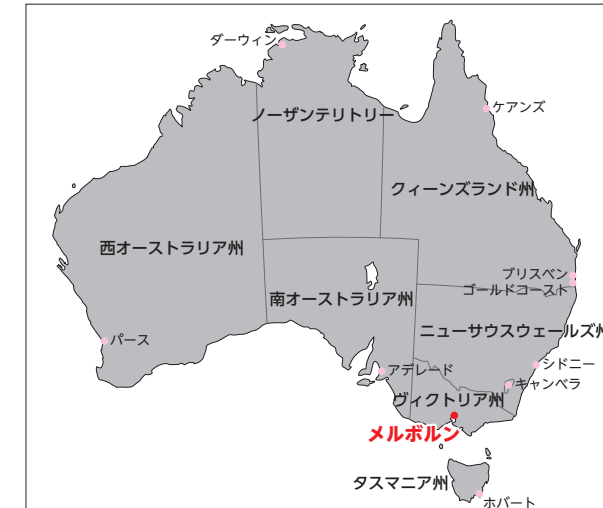 ダーウィン
ケアンズ
ノーザンテリトリー
クィーンズランド州
西オーストラリア州
ブリスベン
ゴールドコースト
南オーストラリア州
ニューサウスウェールズ州
パース
シドニー
アデレード
キャンベラ
ヴィクトリア州
メルボルン
タスマニア州
ホバート